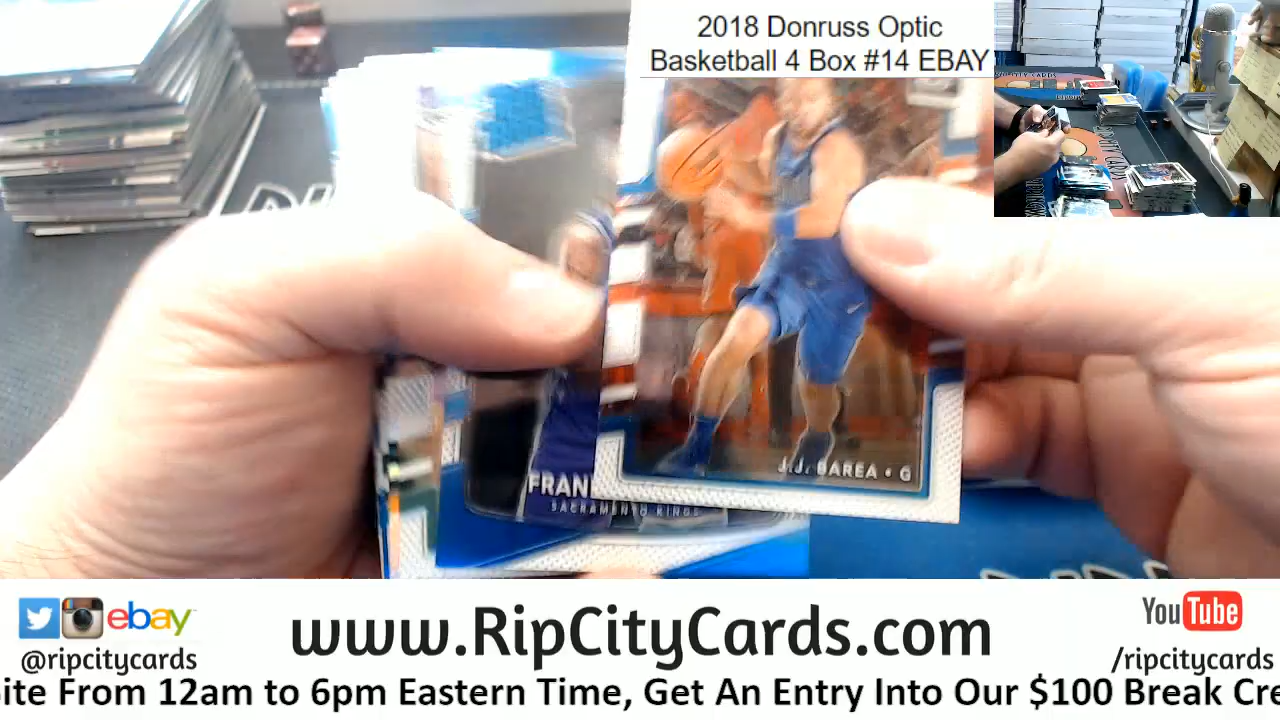 2018 Donruss Optic
Basketball 4 Box #14 EBAY
J.J. BAREA • G
FRAN
SACRAMENTO KINGS
ebay
@ripcitycards
www.RipCityCards.com
YouTube
/ripcitycards
Site From 12am to 6pm Eastern Time, Get An Entry Into Our $100 Break Cre